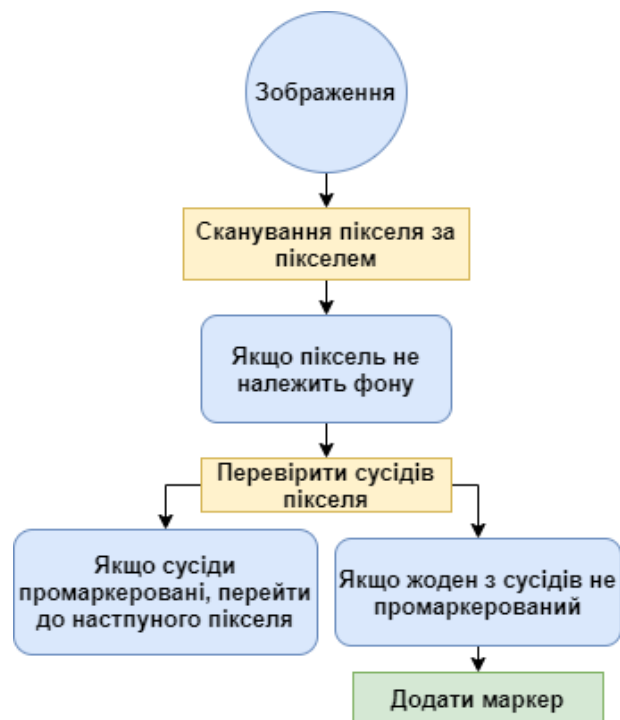 Зображення
Сканування пікселя за
пікселем
Якщо піксель не
належить фону
Перевірити сусідів
пікселя
Якщо сусіди
промаркеровані, перейти
до настпуного пікселя
Якщо жоден з сусідів не
промаркерований
Додати маркер